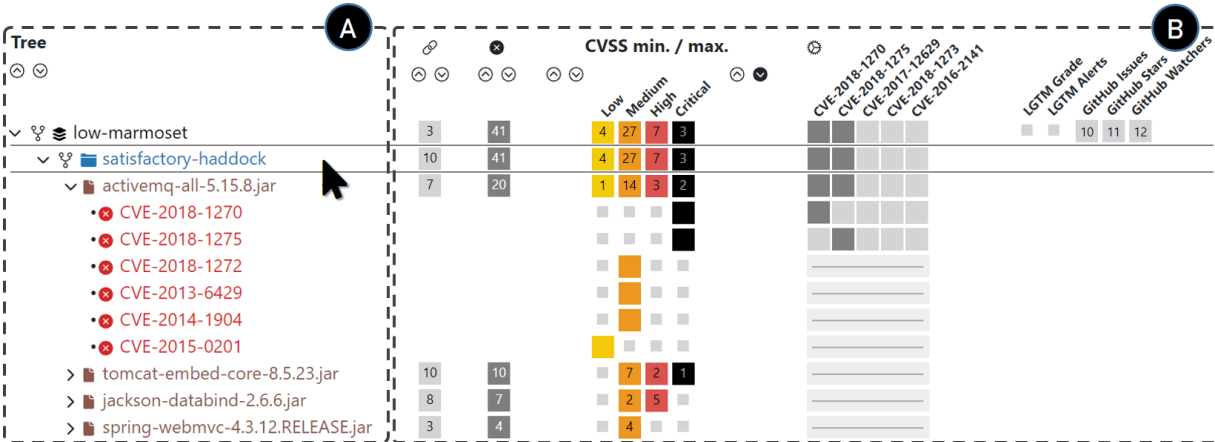 A
B
Tree
CVSS min. / max.
Low
Medium
High
Critical
CVE-2018-1270
CVE-2018-1275
CVE-2017-12629
CVE-2018-1273
CVE-2016-2141
LGTM Grade
LGTM Alerts
GitHub Issues
GitHub Stars
GitHub Watchers
low-marmoset 3 41 4 27 7 3 10 11 12
satisfactory-haddock 10 41 4 27 7 3
activemq-all-5.15.8.jar 7 20 1 14 3 2
CVE-2018-1270
CVE-2018-1275
CVE-2018-1272
CVE-2013-6429
CVE-2014-1904
CVE-2015-0201
tomcat-embed-core-8.5.23.jar 10 10 7 2 1
jackson-databind-2.6.6.jar 8 7 2 5
spring-webmvc-4.3.12.RELEASE.jar 3 4 4